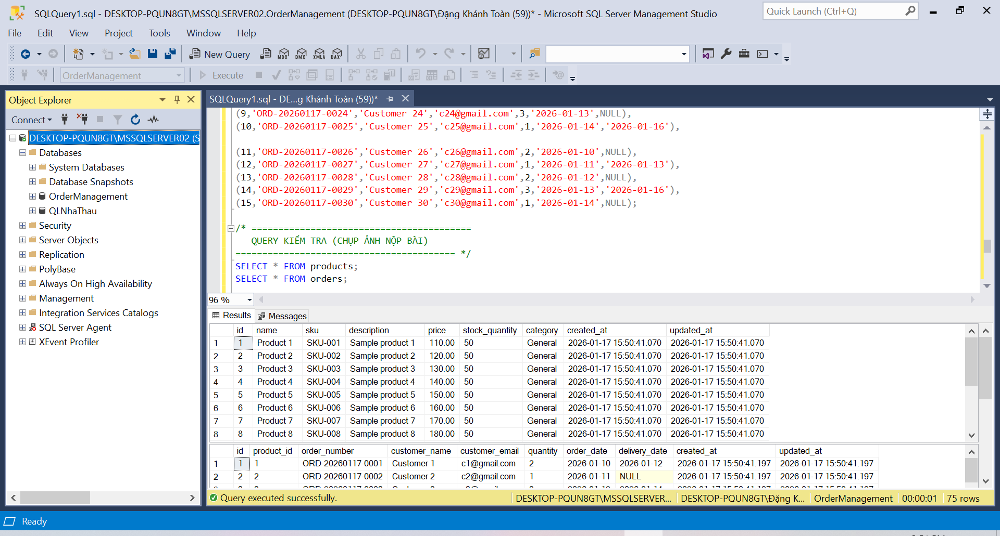 SQLQuery1.sql - DESKTOP-PQUN8GT\MSSQLSERVER02.OrderManagement (DESKTOP-PQUN8GT\Đặng Khánh Toàn (59))* - Microsoft SQL Server Management Studio
Quick Launch (Ctrl+Q)
File Edit View Project Tools Window Help
New Query MDX DMX XMLA DAX
OrderManagement Execute
Object Explorer
Connect
DESKTOP-PQUN8GT\MSSQLSERVER02 (S
Databases
System Databases
Database Snapshots
OrderManagement
QLNhaThau
Security
Server Objects
Replication
PolyBase
Always On High Availability
Management
Integration Services Catalogs
SQL Server Agent
XEvent Profiler
SQLQuery1.sql - DE...g Khánh Toàn (59))*
(9,'ORD-20260117-0024','Customer 24','c24@gmail.com',3,'2026-01-13',NULL),
(10,'ORD-20260117-0025','Customer 25','c25@gmail.com',1,'2026-01-14','2026-01-16'),
(11,'ORD-20260117-0026','Customer 26','c26@gmail.com',2,'2026-01-10',NULL),
(12,'ORD-20260117-0027','Customer 27','c27@gmail.com',1,'2026-01-11','2026-01-13'),
(13,'ORD-20260117-0028','Customer 28','c28@gmail.com',2,'2026-01-12',NULL),
(14,'ORD-20260117-0029','Customer 29','c29@gmail.com',3,'2026-01-13','2026-01-16'),
(15,'ORD-20260117-0030','Customer 30','c30@gmail.com',1,'2026-01-14',NULL);
/* =========================================
QUERY KIỂM TRA (CHỤP ẢNH NỘP BÀI)
========================================= */
SELECT * FROM products;
SELECT * FROM orders;
96 %
Results Messages
id name sku description price stock_quantity category created_at updated_at
1 1 Product 1 SKU-001 Sample product 1 110.00 50 General 2026-01-17 15:50:41.070 2026-01-17 15:50:41.070
2 2 Product 2 SKU-002 Sample product 2 120.00 50 General 2026-01-17 15:50:41.070 2026-01-17 15:50:41.070
3 3 Product 3 SKU-003 Sample product 3 130.00 50 General 2026-01-17 15:50:41.070 2026-01-17 15:50:41.070
4 4 Product 4 SKU-004 Sample product 4 140.00 50 General 2026-01-17 15:50:41.070 2026-01-17 15:50:41.070
5 5 Product 5 SKU-005 Sample product 5 150.00 50 General 2026-01-17 15:50:41.070 2026-01-17 15:50:41.070
6 6 Product 6 SKU-006 Sample product 6 160.00 50 General 2026-01-17 15:50:41.070 2026-01-17 15:50:41.070
7 7 Product 7 SKU-007 Sample product 7 170.00 50 General 2026-01-17 15:50:41.070 2026-01-17 15:50:41.070
8 8 Product 8 SKU-008 Sample product 8 180.00 50 General 2026-01-17 15:50:41.070 2026-01-17 15:50:41.070
id product_id order_number customer_name customer_email quantity order_date delivery_date created_at updated_at
1 1 1 ORD-20260117-0001 Customer 1 c1@gmail.com 2 2026-01-10 2026-01-12 2026-01-17 15:50:41.197 2026-01-17 15:50:41.197
2 2 2 ORD-20260117-0002 Customer 2 c2@gmail.com 1 2026-01-11 NULL 2026-01-17 15:50:41.197 2026-01-17 15:50:41.197
Query executed successfully. DESKTOP-PQUN8GT\MSSQLSERVER... DESKTOP-PQUN8GT\Đặng K... OrderManagement 00:00:01 75 rows
Ready